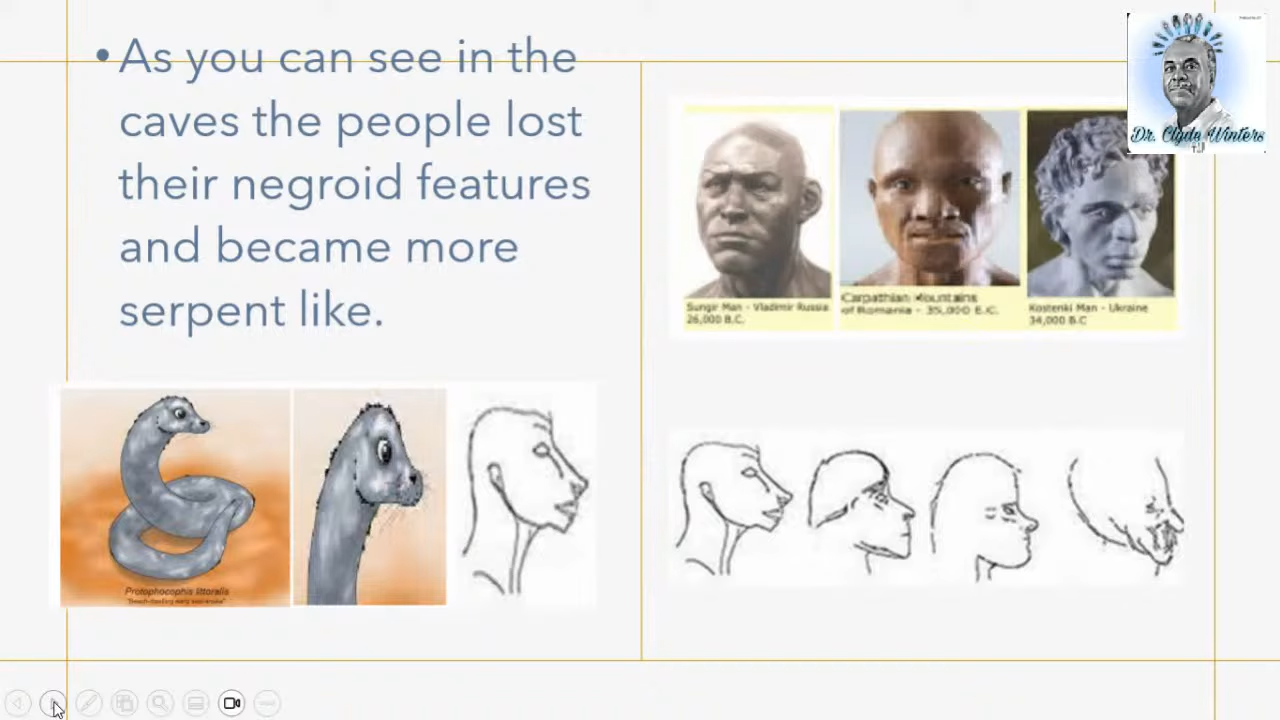 • As you can see in the
caves the people lost
their negroid features
and became more
serpent like.
Dr. Clyde Winters
Sungir Man - Vladimir Russia
26,000 B.C.
Carpathian Mountains
of Romania - 35,000 B.C.
Kostenki Man - Ukraine
34,000 B.C
Protophocophis littoralis